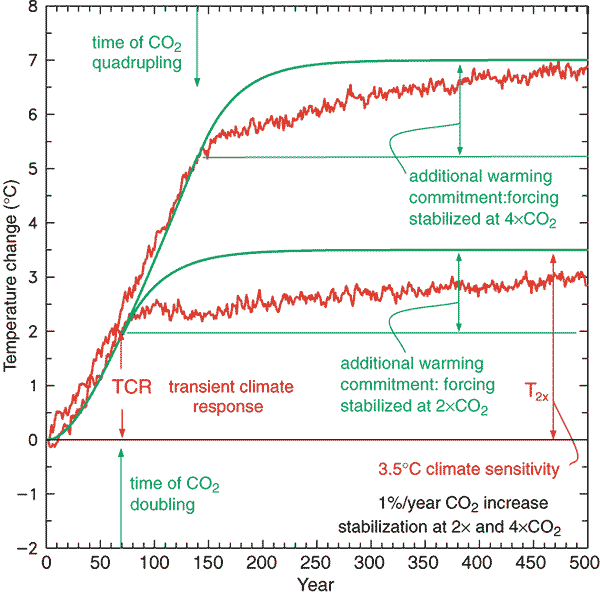 8
7
6
5
4
3
2
1
0
−1
−2
Temperature change (°C)
time of CO₂
quadrupling
additional warming
commitment:forcing
stabilized at 4×CO₂
additional warming
commitment: forcing
stabilized at 2×CO₂
TCR transient climate
response
T₂ₓ
3.5°C climate sensitivity
time of CO₂
doubling
1%/year CO₂ increase
stabilization at 2× and 4×CO₂
0 50 100 150 200 250 300 350 400 450 500
Year